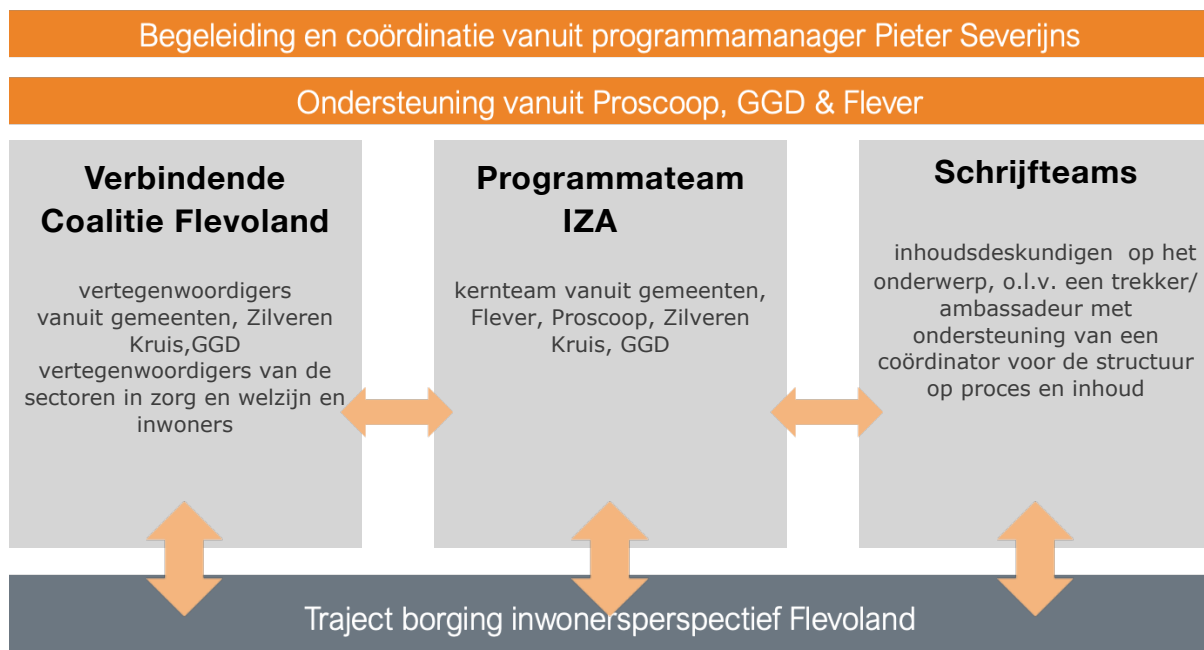 Begeleiding en coördinatie vanuit programmamanager Pieter Severijns
Ondersteuning vanuit Proscoop, GGD & Flever
Verbindende
Coalitie Flevoland
vertegenwoordigers
vanuit gemeenten, Zilveren
Kruis,GGD
vertegenwoordigers van de
sectoren in zorg en welzijn en
inwoners
Programmateam
IZA
kernteam vanuit gemeenten,
Flever, Proscoop, Zilveren
Kruis, GGD
Schrijfteams
inhoudsdeskundigen op het
onderwerp, o.l.v. een trekker/
ambassadeur met
ondersteuning van een
coördinator voor de structuur
op proces en inhoud
Traject borging inwonersperspectief Flevoland